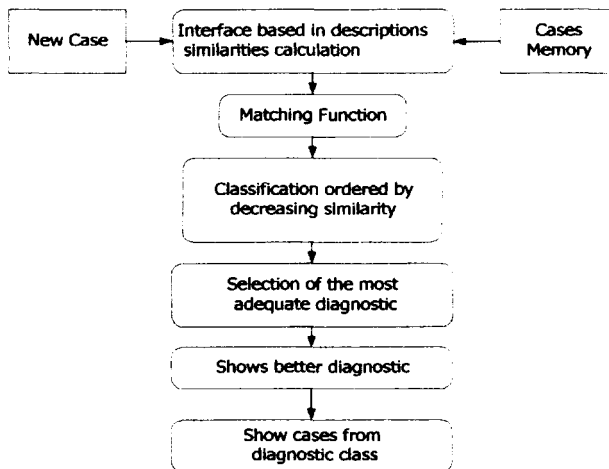 New Case
Interface based in descriptions
similarities calculation
Cases
Memory
Matching Function
Classification ordered by
decreasing similarity
Selection of the most
adequate diagnostic
Shows better diagnostic
Show cases from
diagnostic class